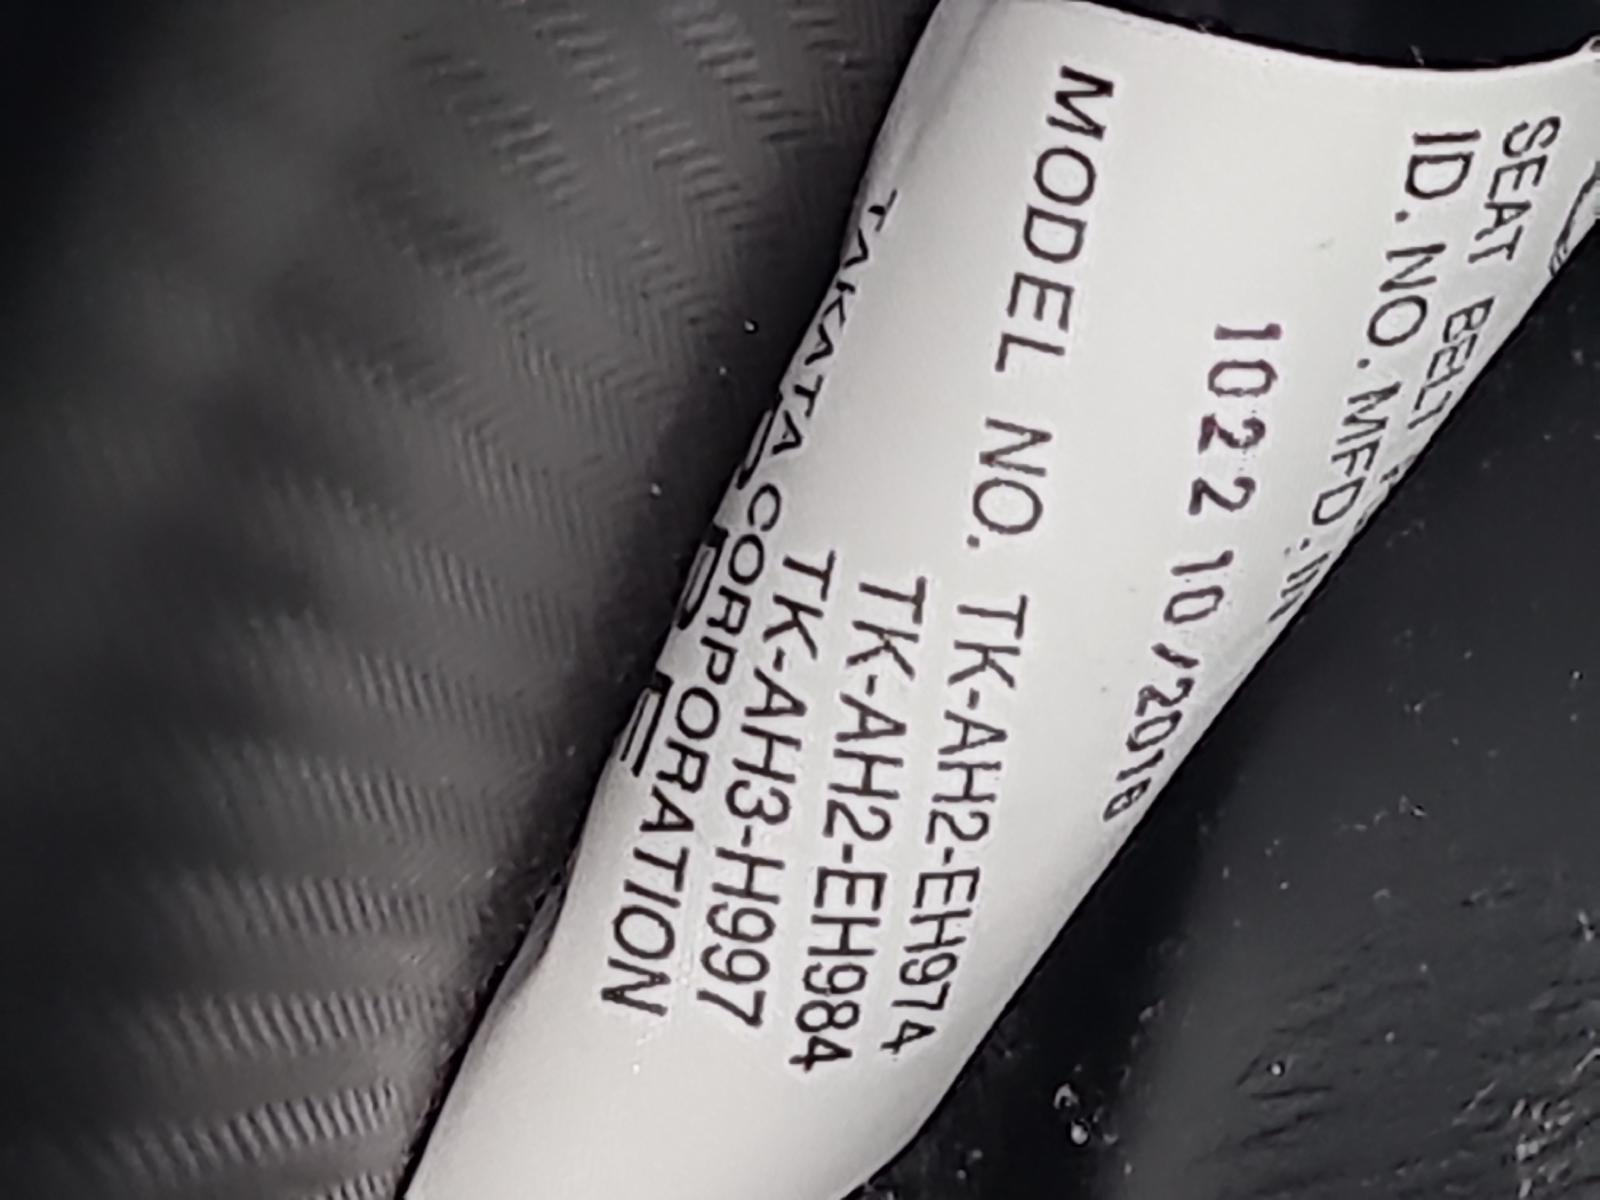 SEAT BELT
ID. NO. MFD. IN
1022 10/2018
MODEL NO. TK-AH2-EH974
TK-AH2-EH984
TK-AH3-H997
TAKATA CORPORATION